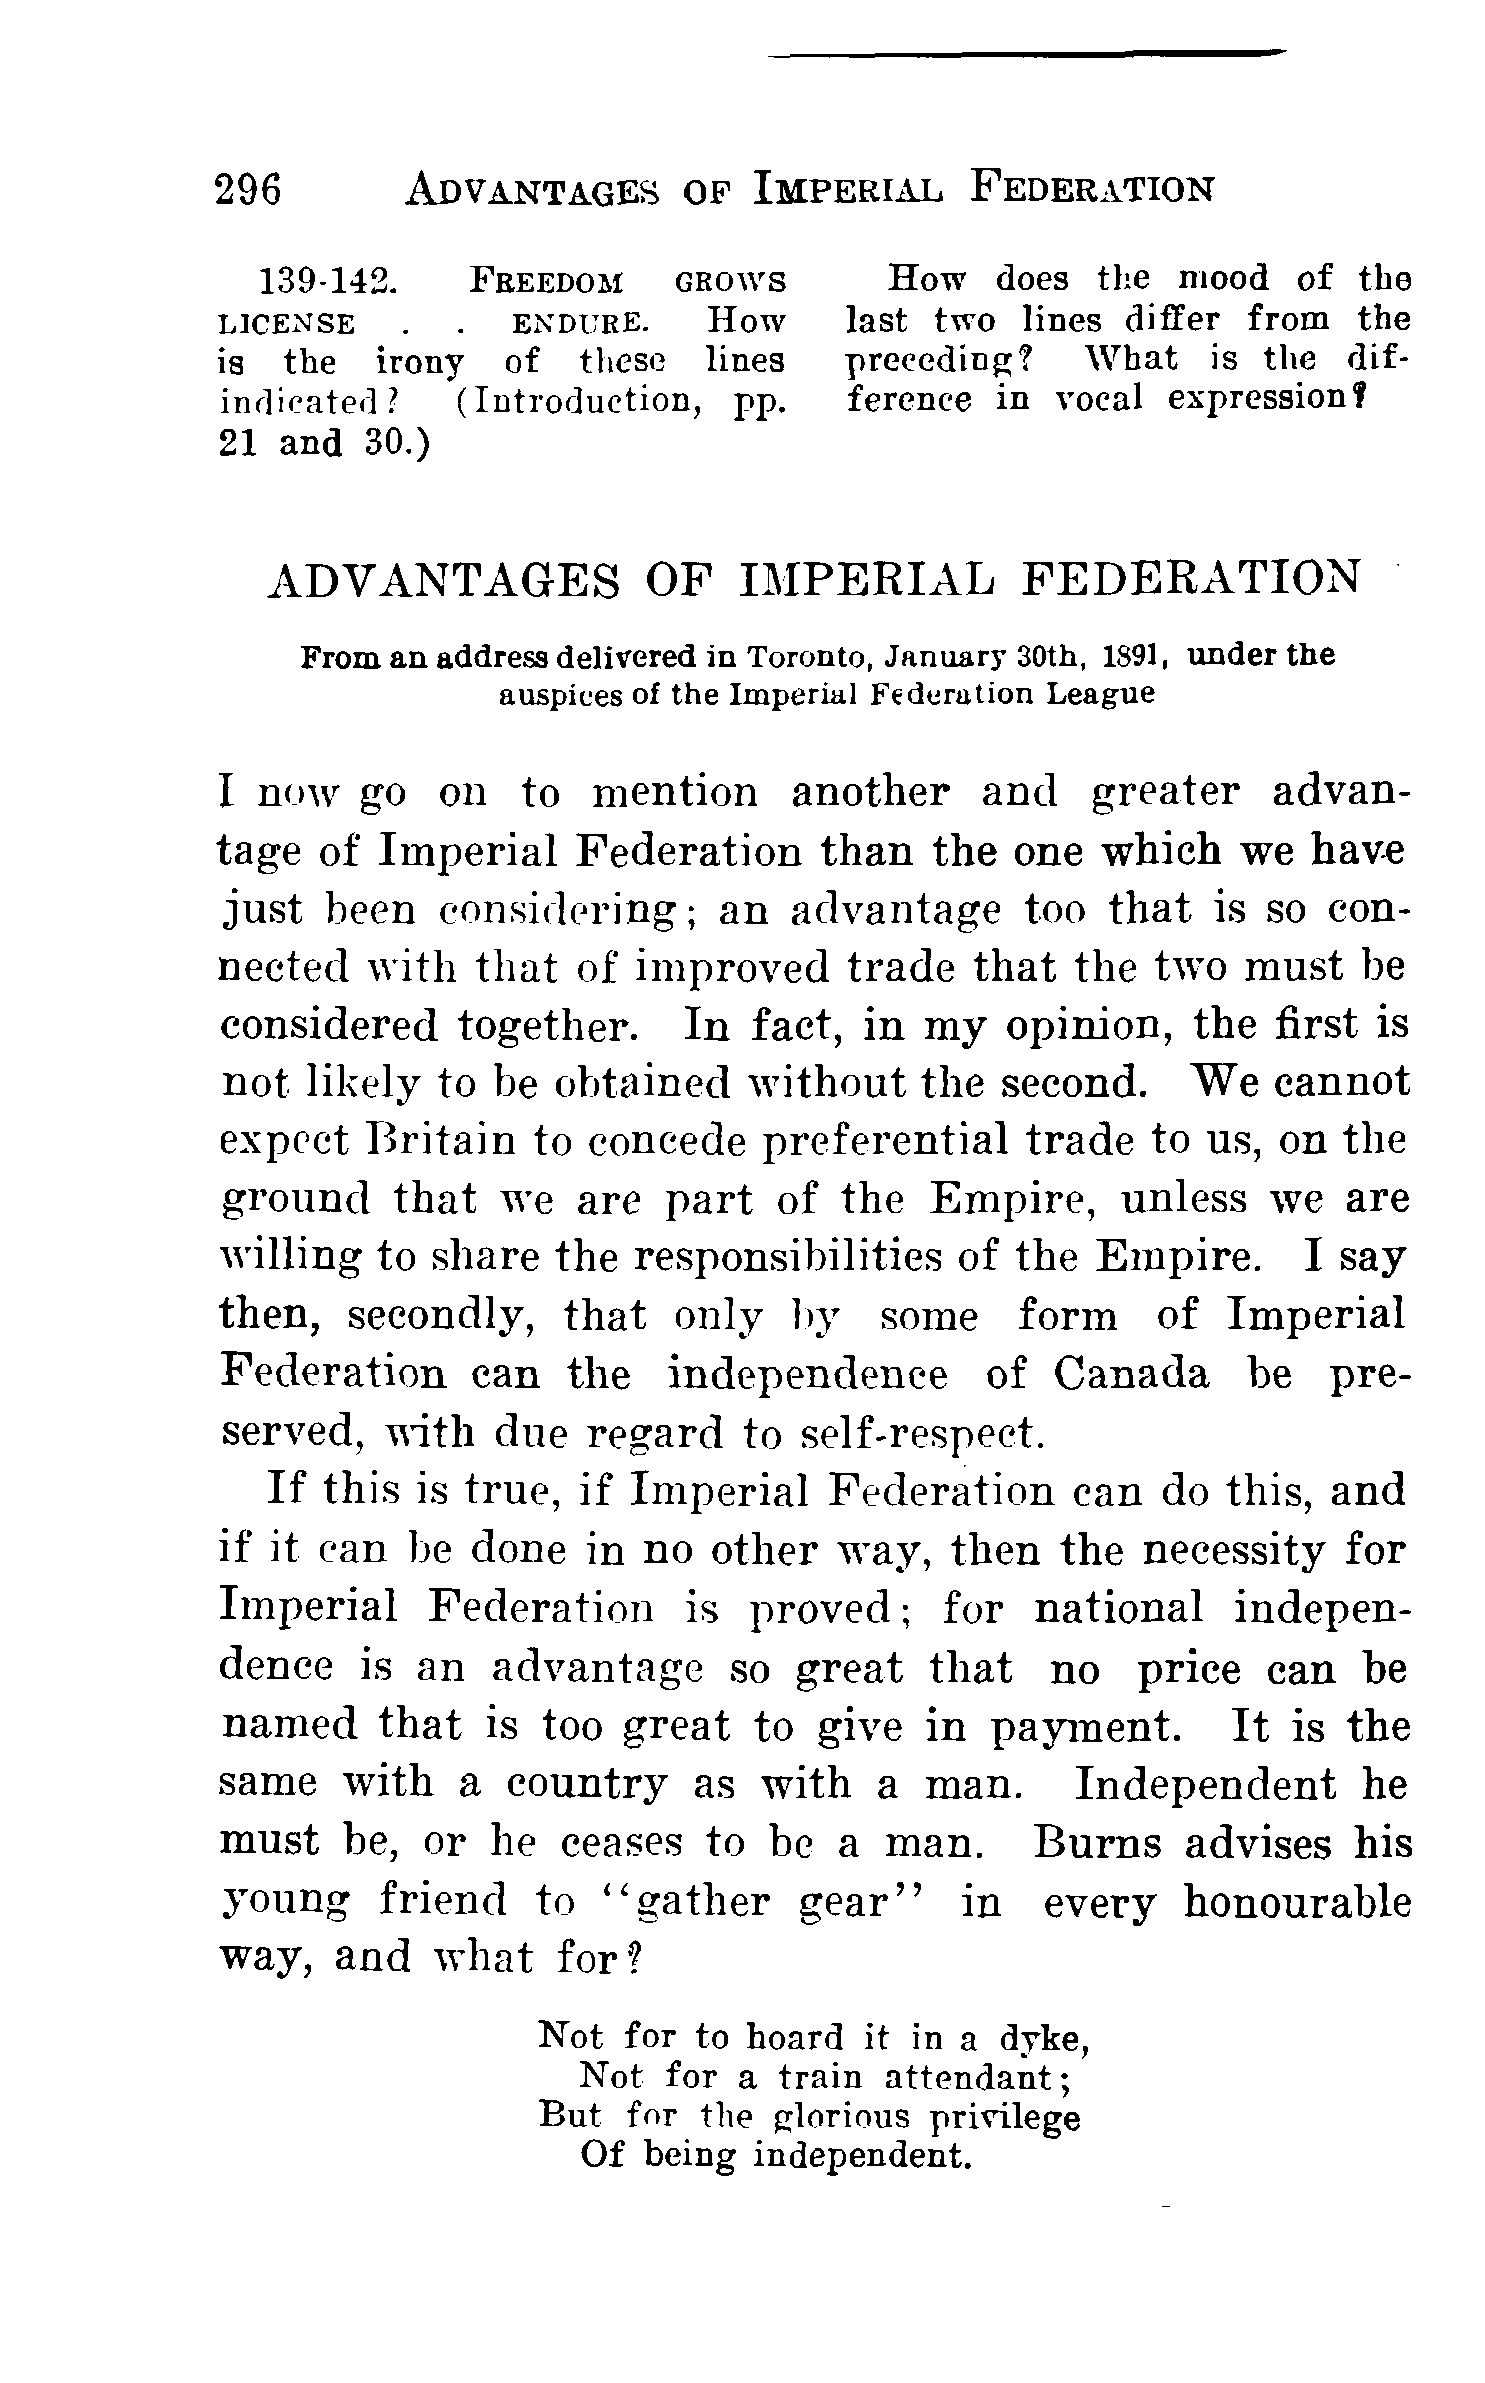 296 ADVANTAGES OF IMPERIAL FEDERATION
139-142. FREEDOM GROWS
LICENSE . . ENDURE. How
is the irony of these lines
indicated? (Introduction, pp.
21 and 30.)
How does the mood of the
last two lines differ from the
preceding? What is the dif-
ference in vocal expression?
ADVANTAGES OF IMPERIAL FEDERATION
From an address delivered in Toronto, January 30th, 1891, under the
auspices of the Imperial Federation League
I now go on to mention another and greater advan-
tage of Imperial Federation than the one which we have
just been considering; an advantage too that is so con-
nected with that of improved trade that the two must be
considered together. In fact, in my opinion, the first is
not likely to be obtained without the second. We cannot
expect Britain to concede preferential trade to us, on the
ground that we are part of the Empire, unless we are
willing to share the responsibilities of the Empire. I say
then, secondly, that only by some form of Imperial
Federation can the independence of Canada be pre-
served, with due regard to self-respect.
If this is true, if Imperial Federation can do this, and
if it can be done in no other way, then the necessity for
Imperial Federation is proved; for national indepen-
dence is an advantage so great that no price can be
named that is too great to give in payment. It is the
same with a country as with a man. Independent he
must be, or he ceases to be a man. Burns advises his
young friend to "gather gear" in every honourable
way, and what for?
Not for to hoard it in a dyke,
Not for a train attendant;
But for the glorious privilege
Of being independent.